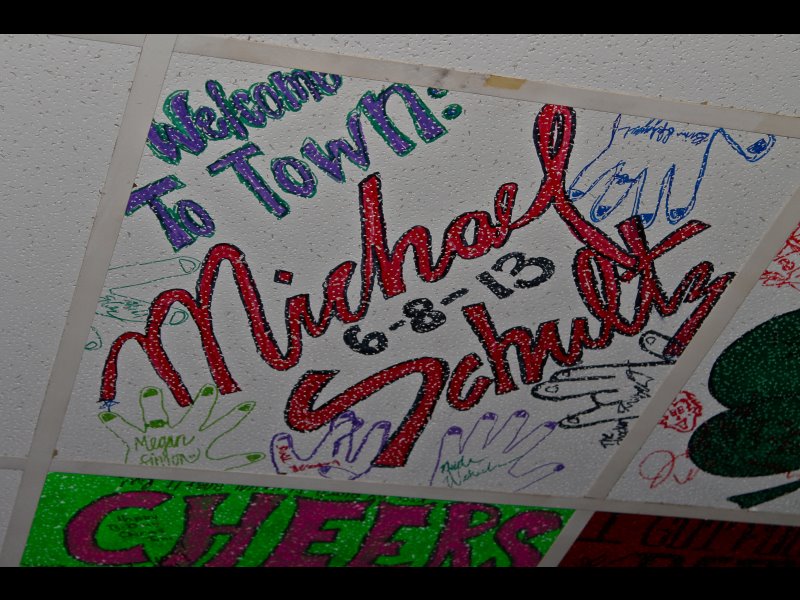 Welcome
To Town!
Michael
6-8-13
Schultz
Megan
CHEERS